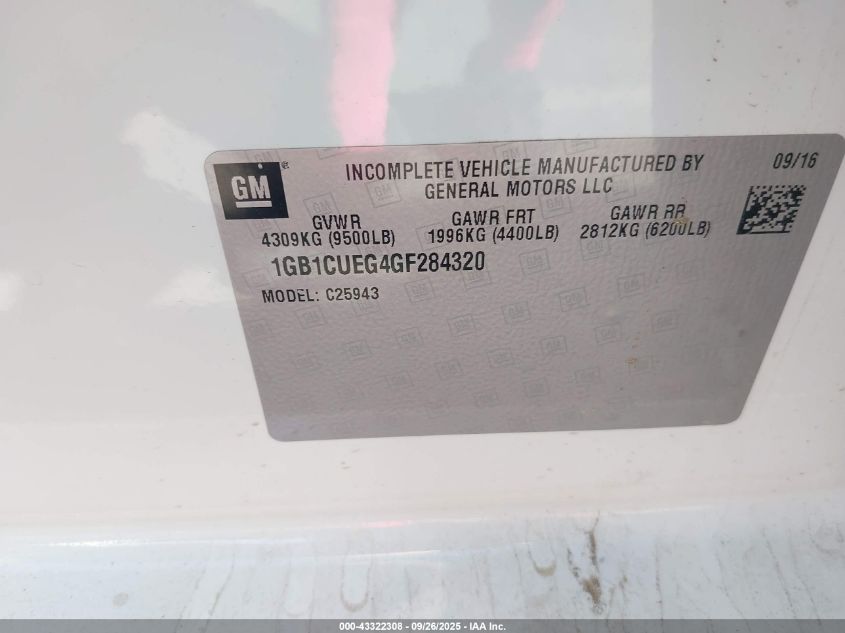 GM ®
INCOMPLETE VEHICLE MANUFACTURED BY
GENERAL MOTORS LLC
09/16
GVWR
4309KG (9500LB)
GAWR FRT
1996KG (4400LB)
GAWR RR
2812KG (6200LB)
1GB1CUEG4GF284320
MODEL: C25943
000-43322308 - 09/26/2025 - IAA Inc.